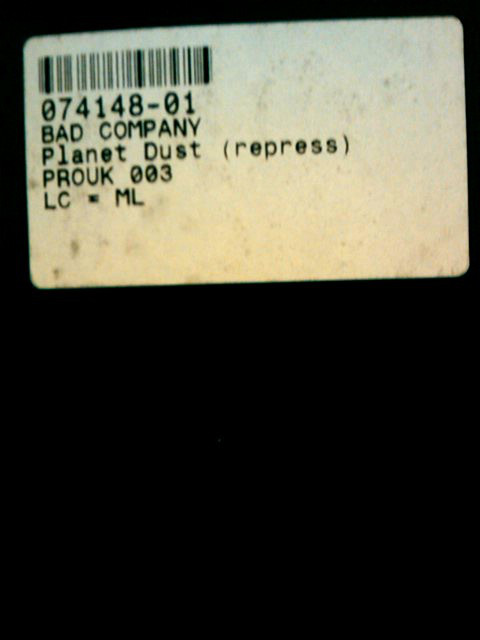 074148-01
BAD COMPANY
Planet Dust (repress)
PROUK 003
LC = ML